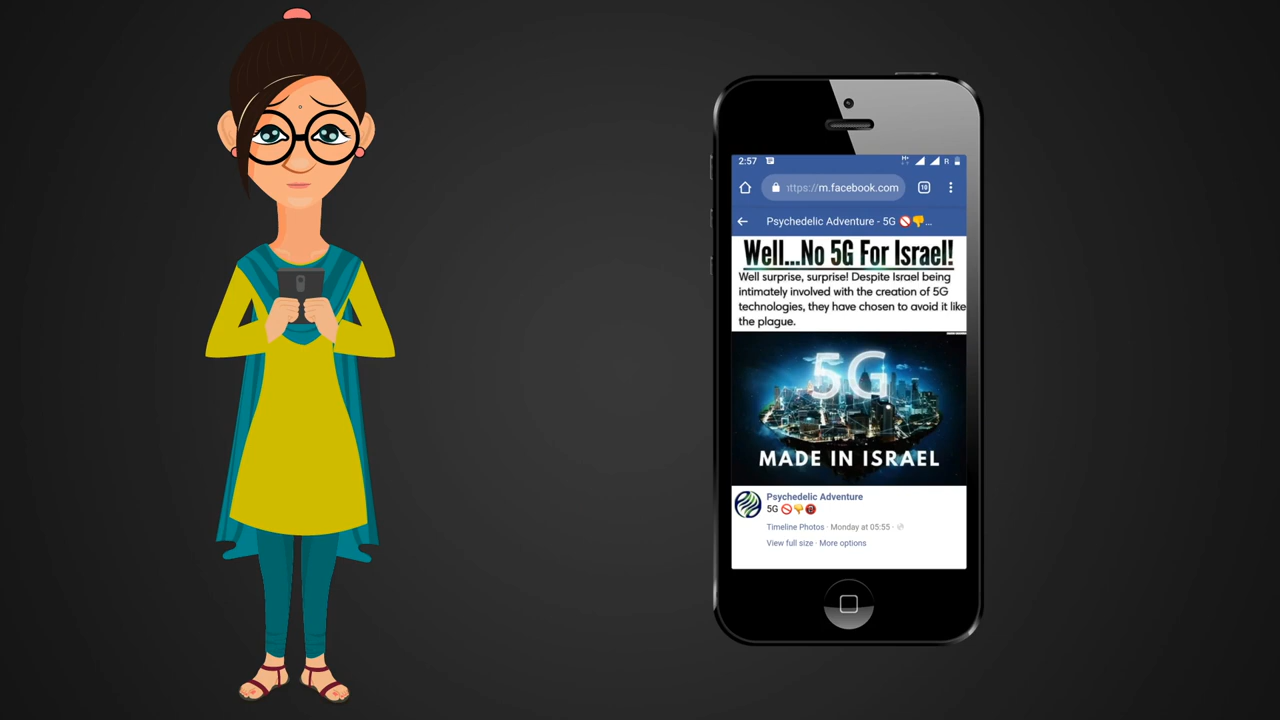 2:57
H+
R
https://m.facebook.com
19
Psychedelic Adventure - 5G 🚫👎...
Well...No 5G For Israel!
Well surprise, surprise! Despite Israel being
intimately involved with the creation of 5G
technologies, they have chosen to avoid it like
the plague.
5G
MADE IN ISRAEL
Psychedelic Adventure
5G 🚫👎📵
Timeline Photos · Monday at 05:55 ·
View full size · More options